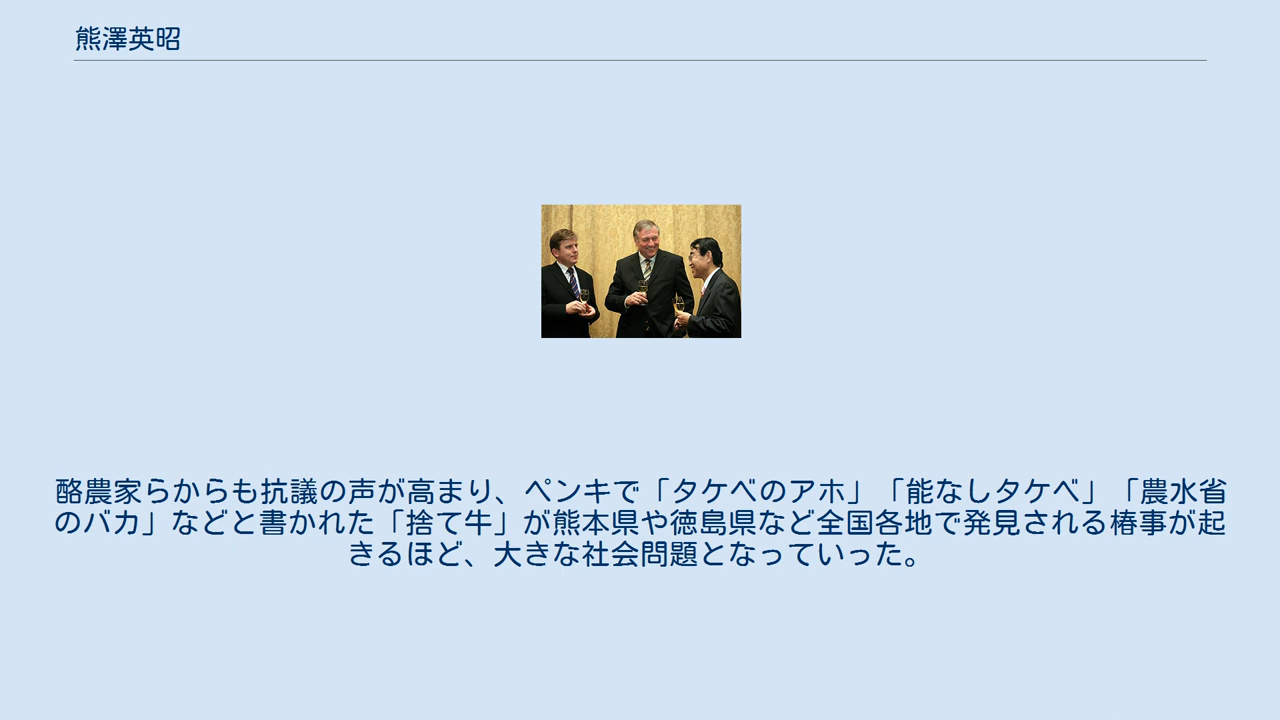 熊澤英昭
酪農家らからも抗議の声が高まり、ペンキで「タケベのアホ」「能なしタケベ」「農水省
のバカ」などと書かれた「捨て牛」が熊本県や徳島県など全国各地で発見される椿事が起
きるほど、大きな社会問題となっていった。